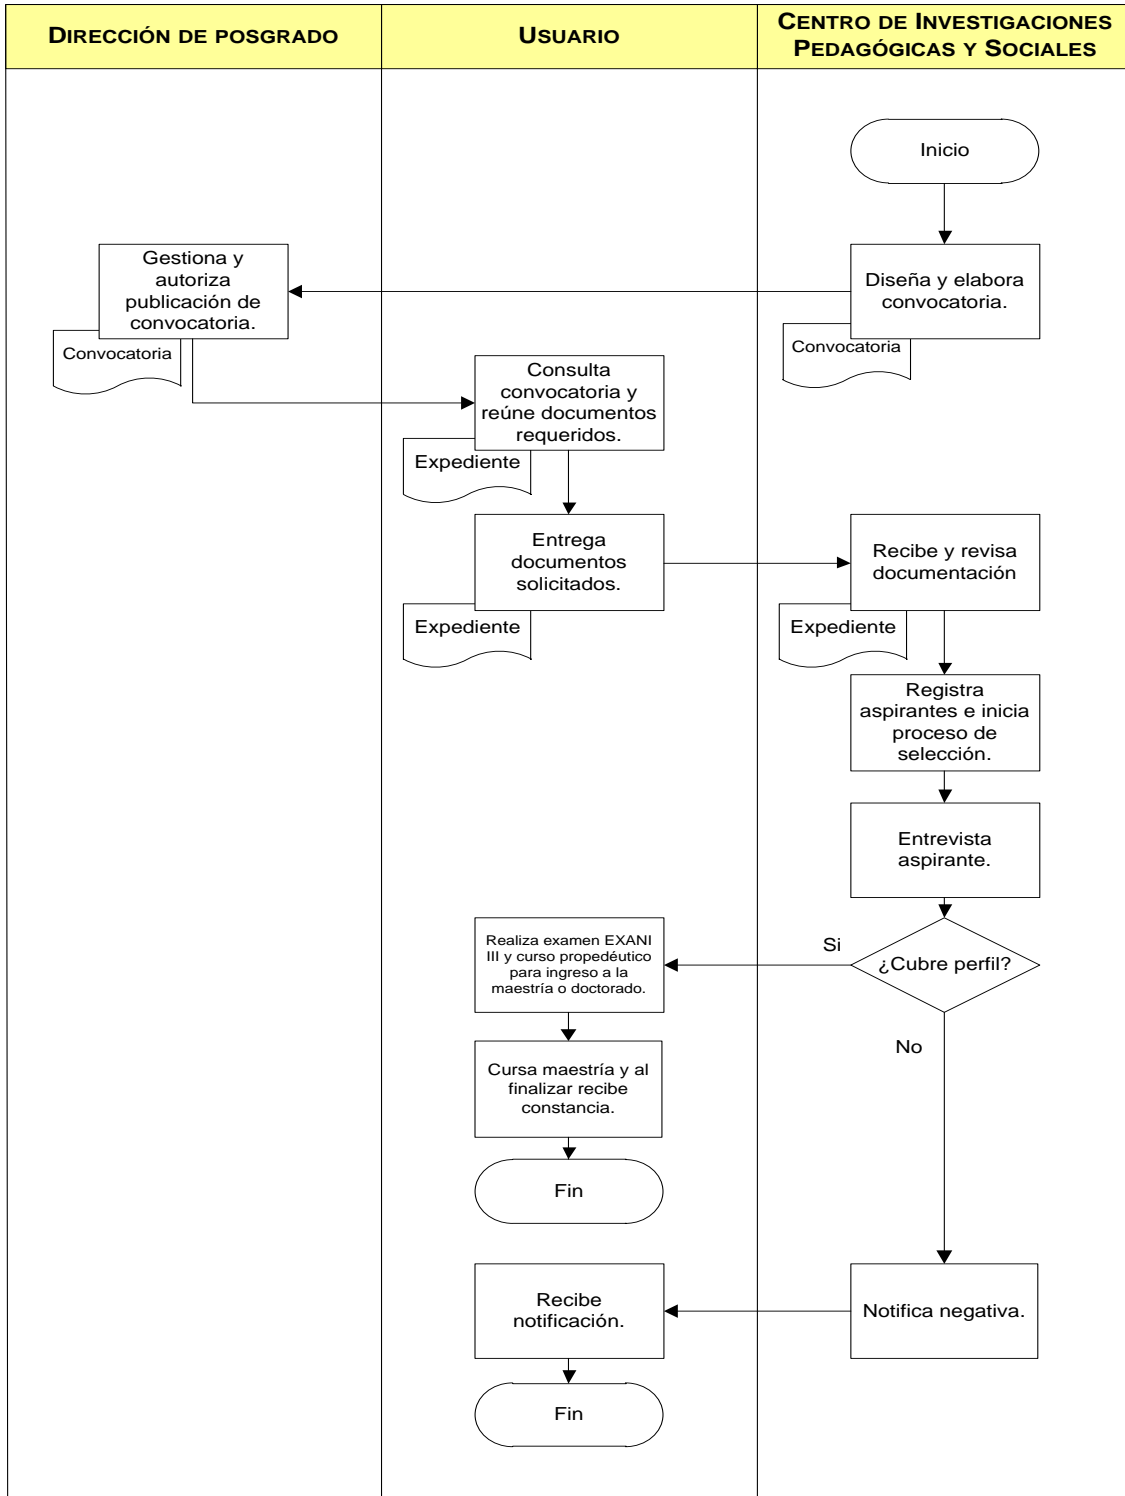 DIRECCIÓN DE POSGRADO
USUARIO
CENTRO DE INVESTIGACIONES
PEDAGÓGICAS Y SOCIALES
Inicio
Diseña y elabora
convocatoria.
Convocatoria
Gestiona y
autoriza
publicación de
convocatoria.
Convocatoria
Consulta
convocatoria y
reúne documentos
requeridos.
Expediente
Entrega
documentos
solicitados.
Expediente
Recibe y revisa
documentación
Expediente
Registra
aspirantes e inicia
proceso de
selección.
Entrevista
aspirante.
¿Cubre perfil?
Si
Realiza examen EXANI
III y curso propedéutico
para ingreso a la
maestría o doctorado.
Cursa maestría y al
finalizar recibe
constancia.
Fin
No
Notifica negativa.
Recibe
notificación.
Fin